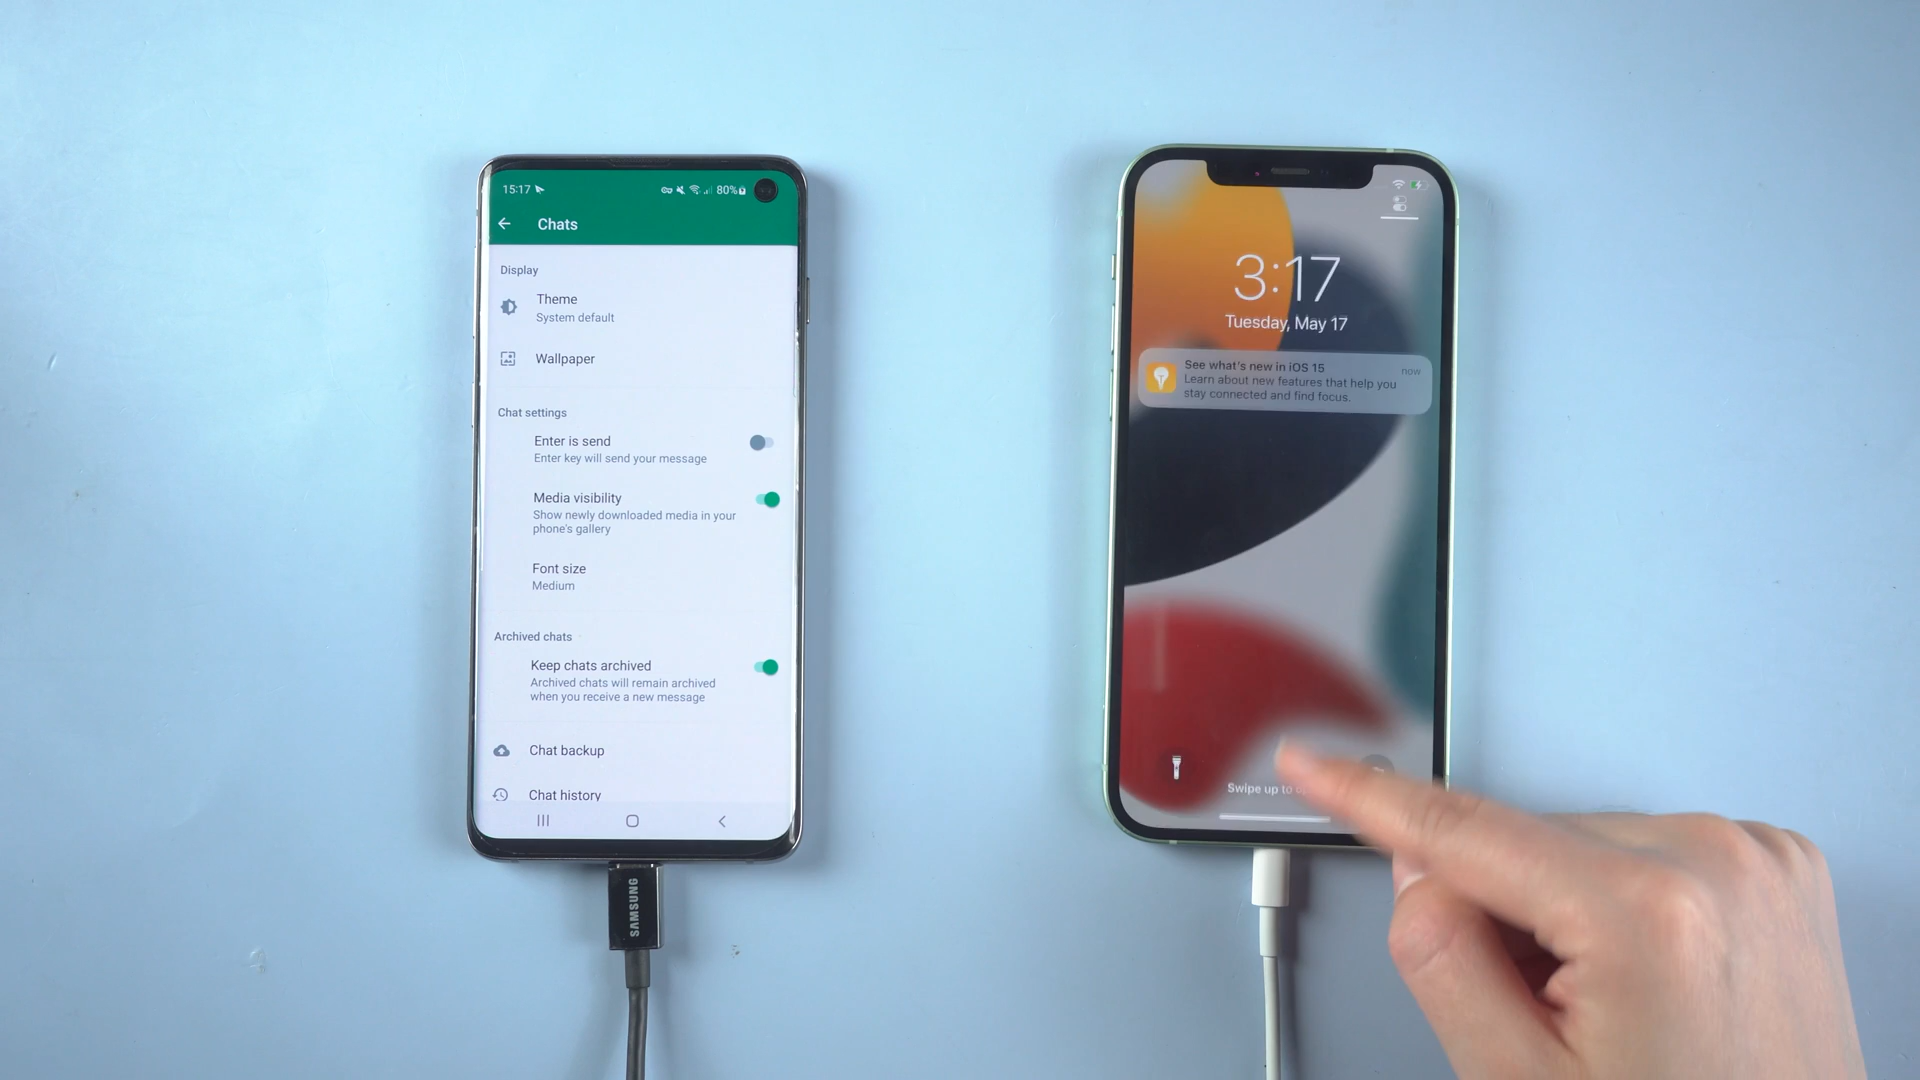 15:17
80%
Chats
Display
Theme
System default
Wallpaper
Chat settings
Enter is send
Enter key will send your message
Media visibility
Show newly downloaded media in your
phone's gallery
Font size
Medium
Archived chats
Keep chats archived
Archived chats will remain archived
when you receive a new message
Chat backup
Chat history
SAMSUNG
3:17
Tuesday, May 17
See what's new in iOS 15
now
Learn about new features that help you
stay connected and find focus.
Swipe up to